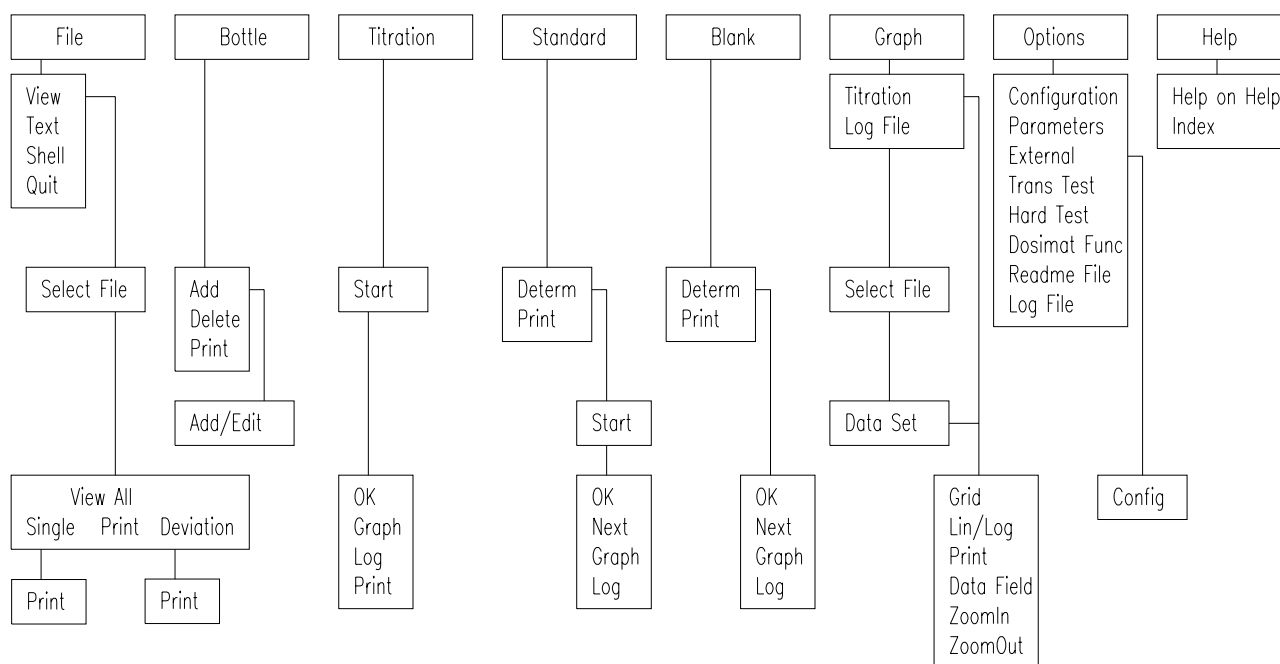 File
Bottle
Titration
Standard
Blank
Graph
Options
Help
View
Text
Shell
Quit
Titration
Log File
Configuration
Parameters
External
Trans Test
Hard Test
Dosimat Func
Readme File
Log File
Help on Help
Index
Select File
Add
Delete
Print
Start
Determ
Print
Determ
Print
Select File
Add/Edit
Start
Data Set
View All
Single Print Deviation
OK
Graph
Log
Print
OK
Next
Graph
Log
OK
Next
Graph
Log
Grid
Lin/Log
Print
Data Field
ZoomIn
ZoomOut
Config
Print
Print